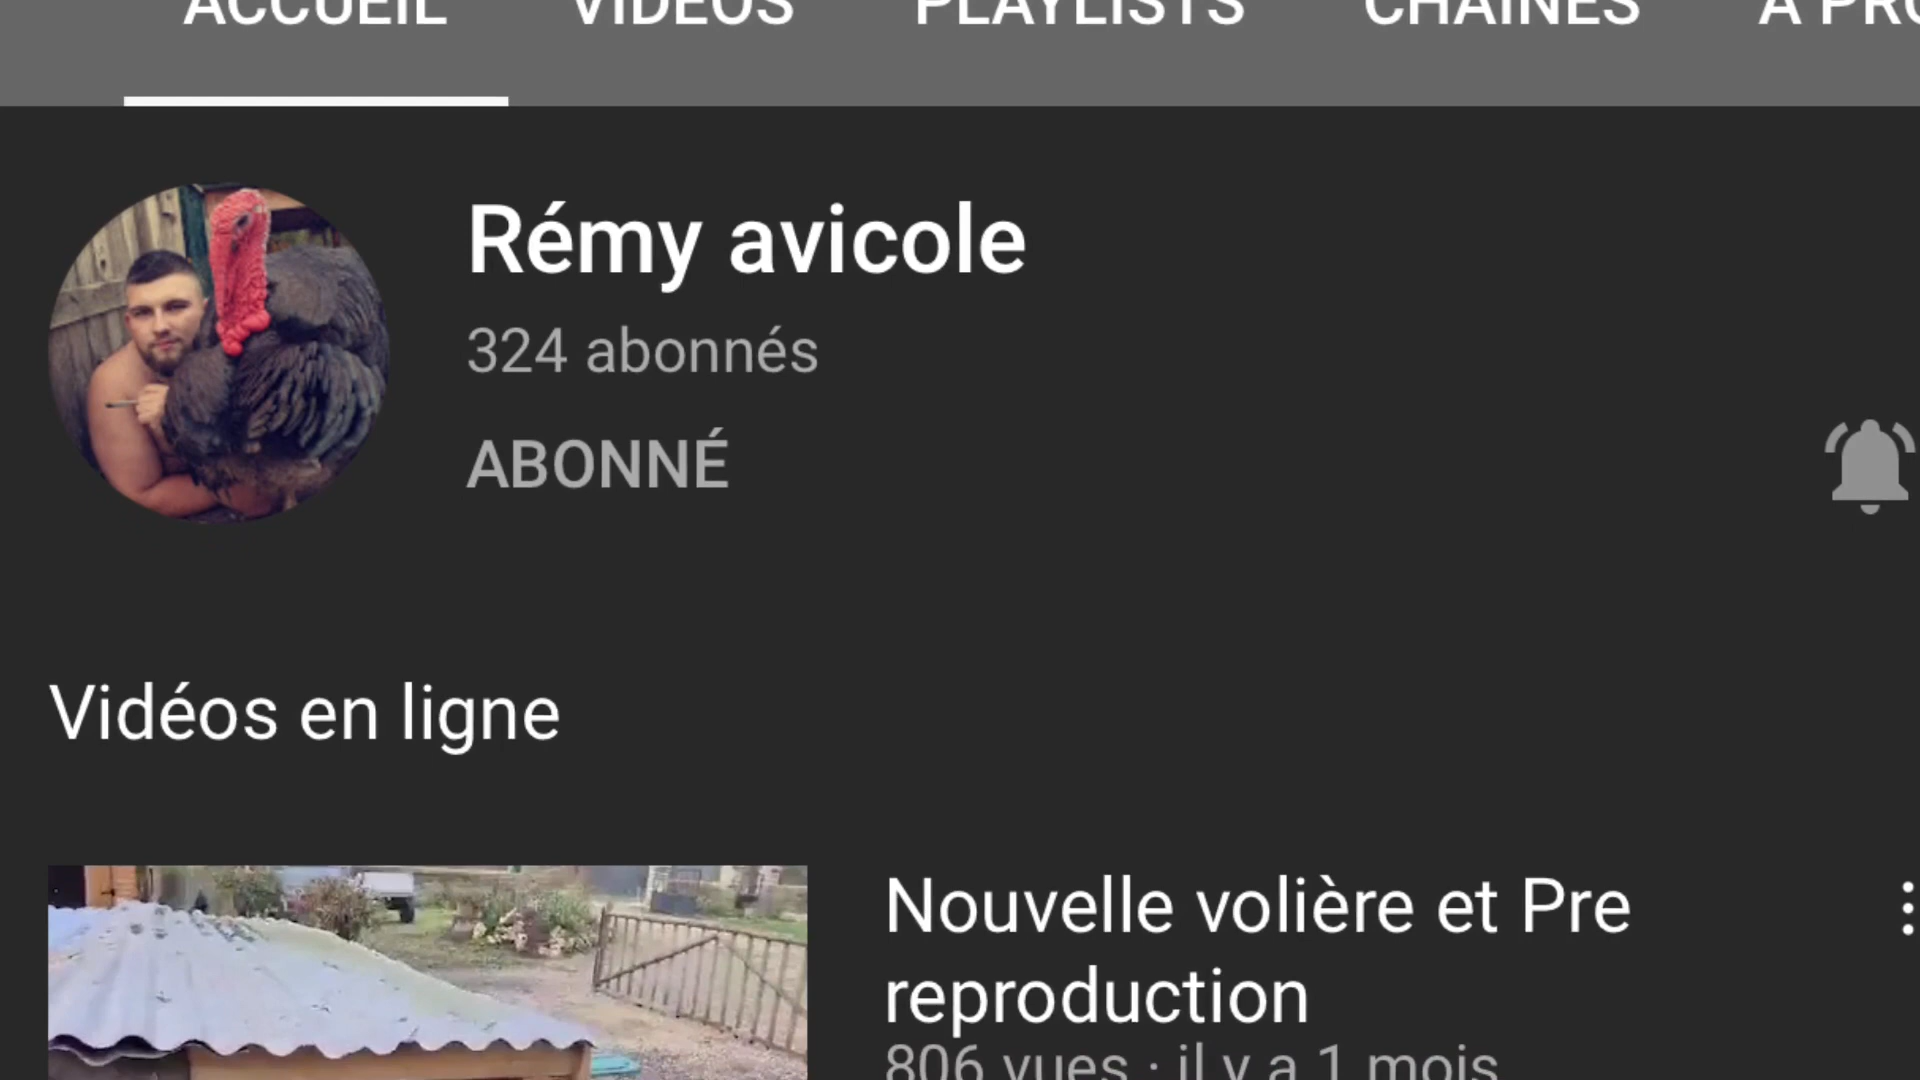 ACCUEIL VIDÉOS PLAYLISTS CHAÎNES
Rémy avicole
324 abonnés
ABONNÉ
Vidéos en ligne
Nouvelle volière et Pre
reproduction
806 vues · il y a 1 mois